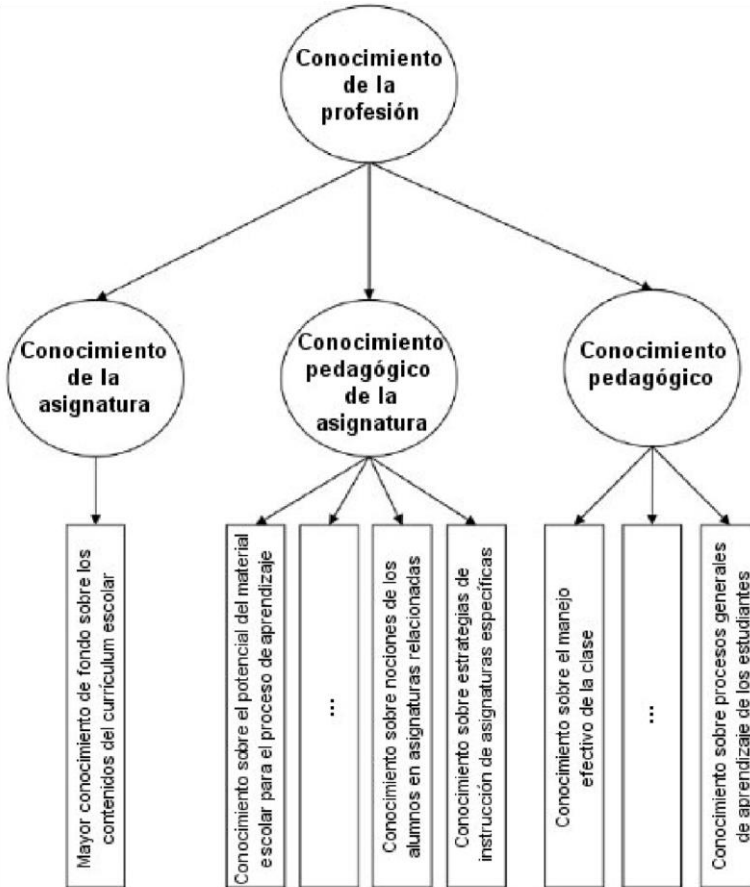 Conocimiento
de la
profesión
Conocimiento
de la
asignatura
Conocimiento
pedagógico
de la
asignatura
Conocimiento
pedagógico
Mayor conocimiento de fondo sobre los
contenidos del currículum escolar
Conocimiento sobre el potencial del material
escolar para el proceso de aprendizaje
...
Conocimiento sobre nociones de los
alumnos en asignaturas relacionadas
Conocimiento sobre estrategias de
instrucción de asignaturas específicas
Conocimiento sobre el manejo
efectivo de la clase
...
Conocimiento sobre procesos generales
de aprendizaje de los estudiantes